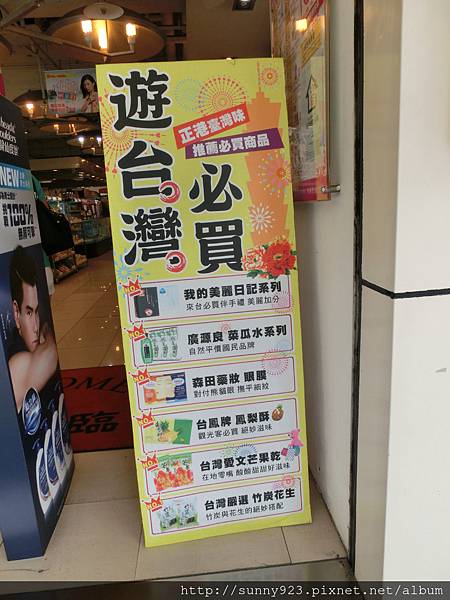 遊台灣
必買
正港臺灣味
推薦必買商品
我的美麗日記系列
來台必買伴手禮 美麗加分
廣源良 菜瓜水系列
自然平價國民品牌
森田藥妝 眼膜
對付熊貓眼 撫平細紋
台鳳牌 鳳梨酥
觀光客必買 絕妙滋味
台灣愛文芒果乾
在地零嘴 酸酸甜甜好滋味
台灣嚴選 竹炭花生
竹炭與花生的絕妙搭配
NEW
100%
http://sunny923.pixnet.net/album